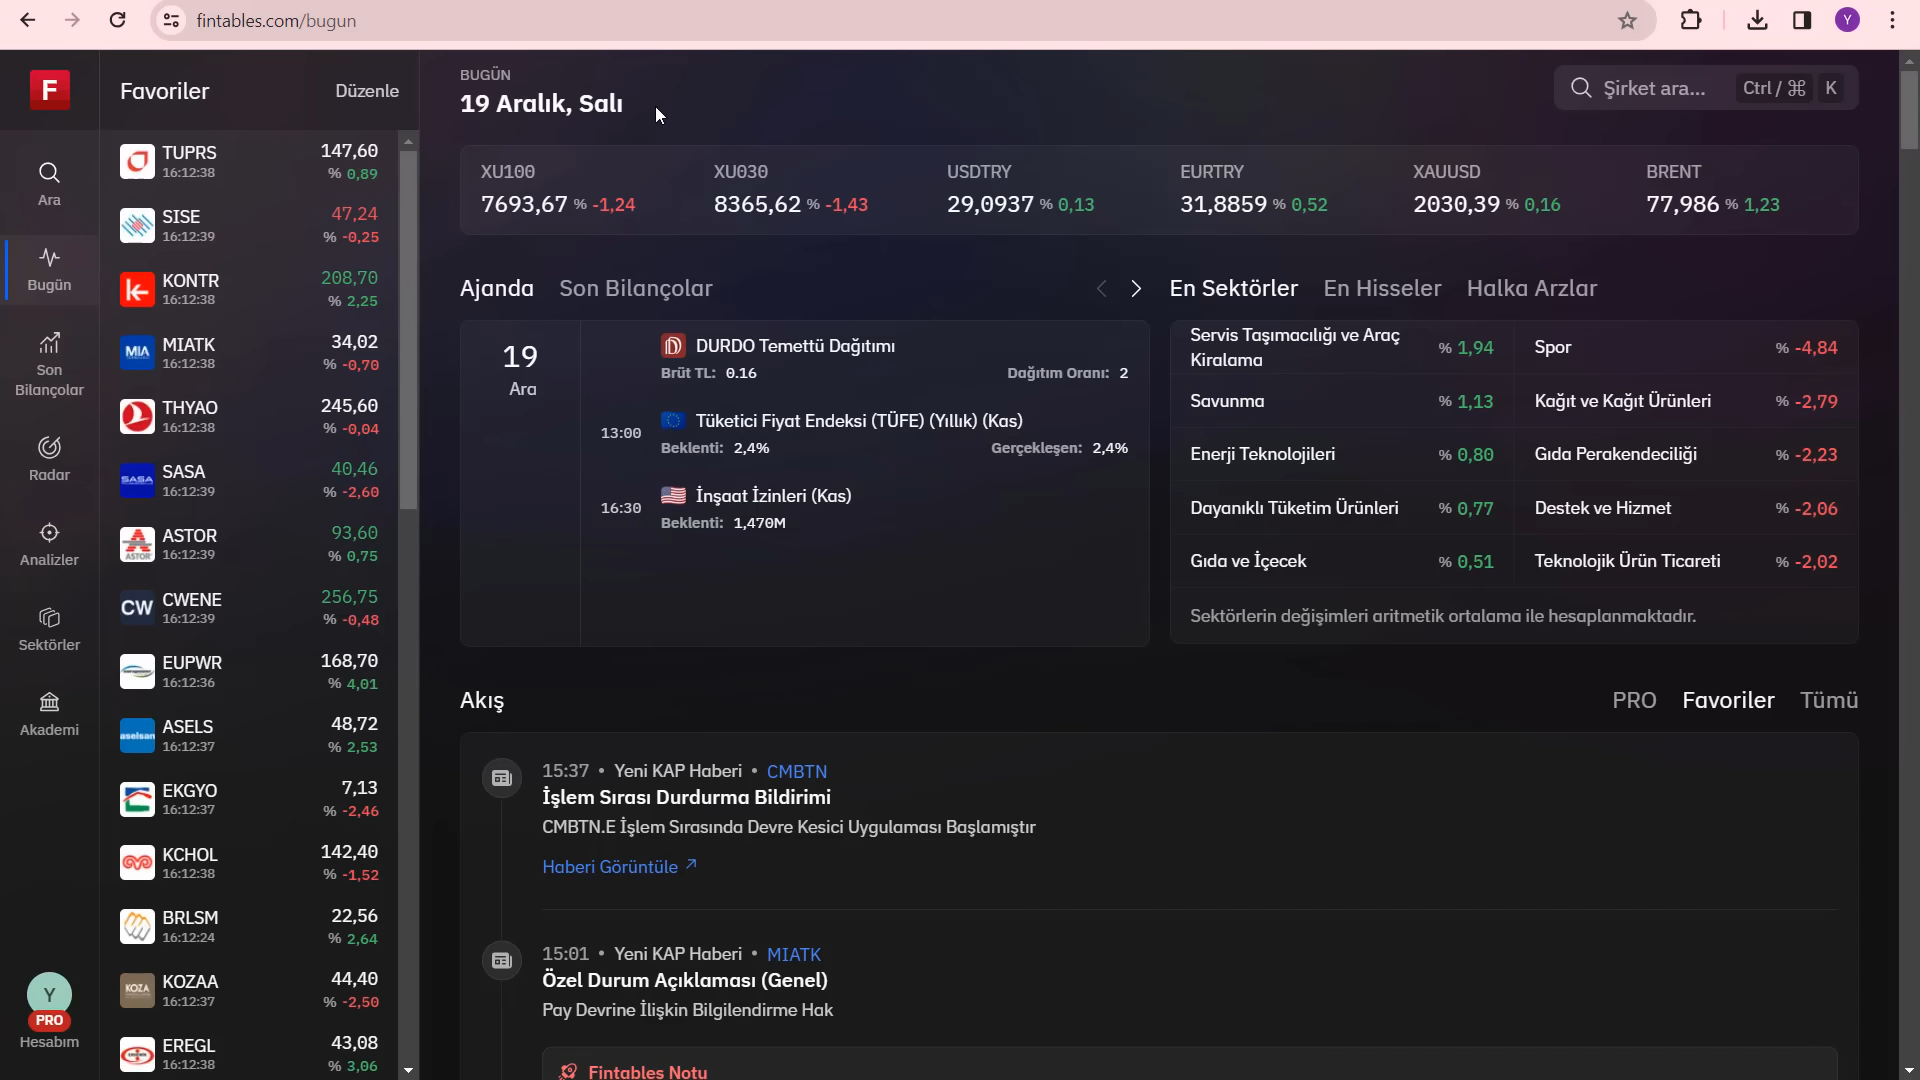 fintables.com/bugun
Y
F
Ara
Bugün
Son
Bilançolar
Radar
Analizler
Sektörler
Akademi
Y
PRO
Hesabım
Favoriler Düzenle
TUPRS 147,60
16:12:38 % 0,89
SISE 47,24
16:12:39 % -0,25
KONTR 208,70
16:12:38 % 2,25
MIA MIATK 34,02
16:12:38 % -0,70
THYAO 245,60
16:12:38 % -0,04
SASA SASA 40,46
16:12:39 % -2,60
ASTOR ASTOR 93,60
16:12:39 % 0,75
CW CWENE 256,75
16:12:39 % -0,48
EUPWR 168,70
16:12:36 % 4,01
aselsan ASELS 48,72
16:12:37 % 2,53
EKGYO 7,13
16:12:37 % -2,46
KCHOL 142,40
16:12:38 % -1,52
BRLSM 22,56
16:12:24 % 2,64
KOZA KOZAA 44,40
16:12:37 % -2,50
EREGL 43,08
16:12:38 % 3,06
BUGÜN
19 Aralık, Salı
Şirket ara... Ctrl / ⌘ K
XU100 XU030 USDTRY EURTRY XAUUSD BRENT
7693,67 % -1,24 8365,62 % -1,43 29,0937 % 0,13 31,8859 % 0,52 2030,39 % 0,16 77,986 % 1,23
Ajanda Son Bilançolar
19
Ara
DURDO Temettü Dağıtımı
Brüt TL: 0.16 Dağıtım Oranı: 2
13:00 Tüketici Fiyat Endeksi (TÜFE) (Yıllık) (Kas)
Beklenti: 2,4% Gerçekleşen: 2,4%
16:30 İnşaat İzinleri (Kas)
Beklenti: 1,470M
En Sektörler En Hisseler Halka Arzlar
Servis Taşımacılığı ve Araç
Kiralama % 1,94 Spor % -4,84
Savunma % 1,13 Kağıt ve Kağıt Ürünleri % -2,79
Enerji Teknolojileri % 0,80 Gıda Perakendeciliği % -2,23
Dayanıklı Tüketim Ürünleri % 0,77 Destek ve Hizmet % -2,06
Gıda ve İçecek % 0,51 Teknolojik Ürün Ticareti % -2,02
Sektörlerin değişimleri aritmetik ortalama ile hesaplanmaktadır.
Akış PRO Favoriler Tümü
15:37 • Yeni KAP Haberi • CMBTN
İşlem Sırası Durdurma Bildirimi
CMBTN.E İşlem Sırasında Devre Kesici Uygulaması Başlamıştır
Haberi Görüntüle ↗
15:01 • Yeni KAP Haberi • MIATK
Özel Durum Açıklaması (Genel)
Pay Devrine İlişkin Bilgilendirme Hak
Fintables Notu